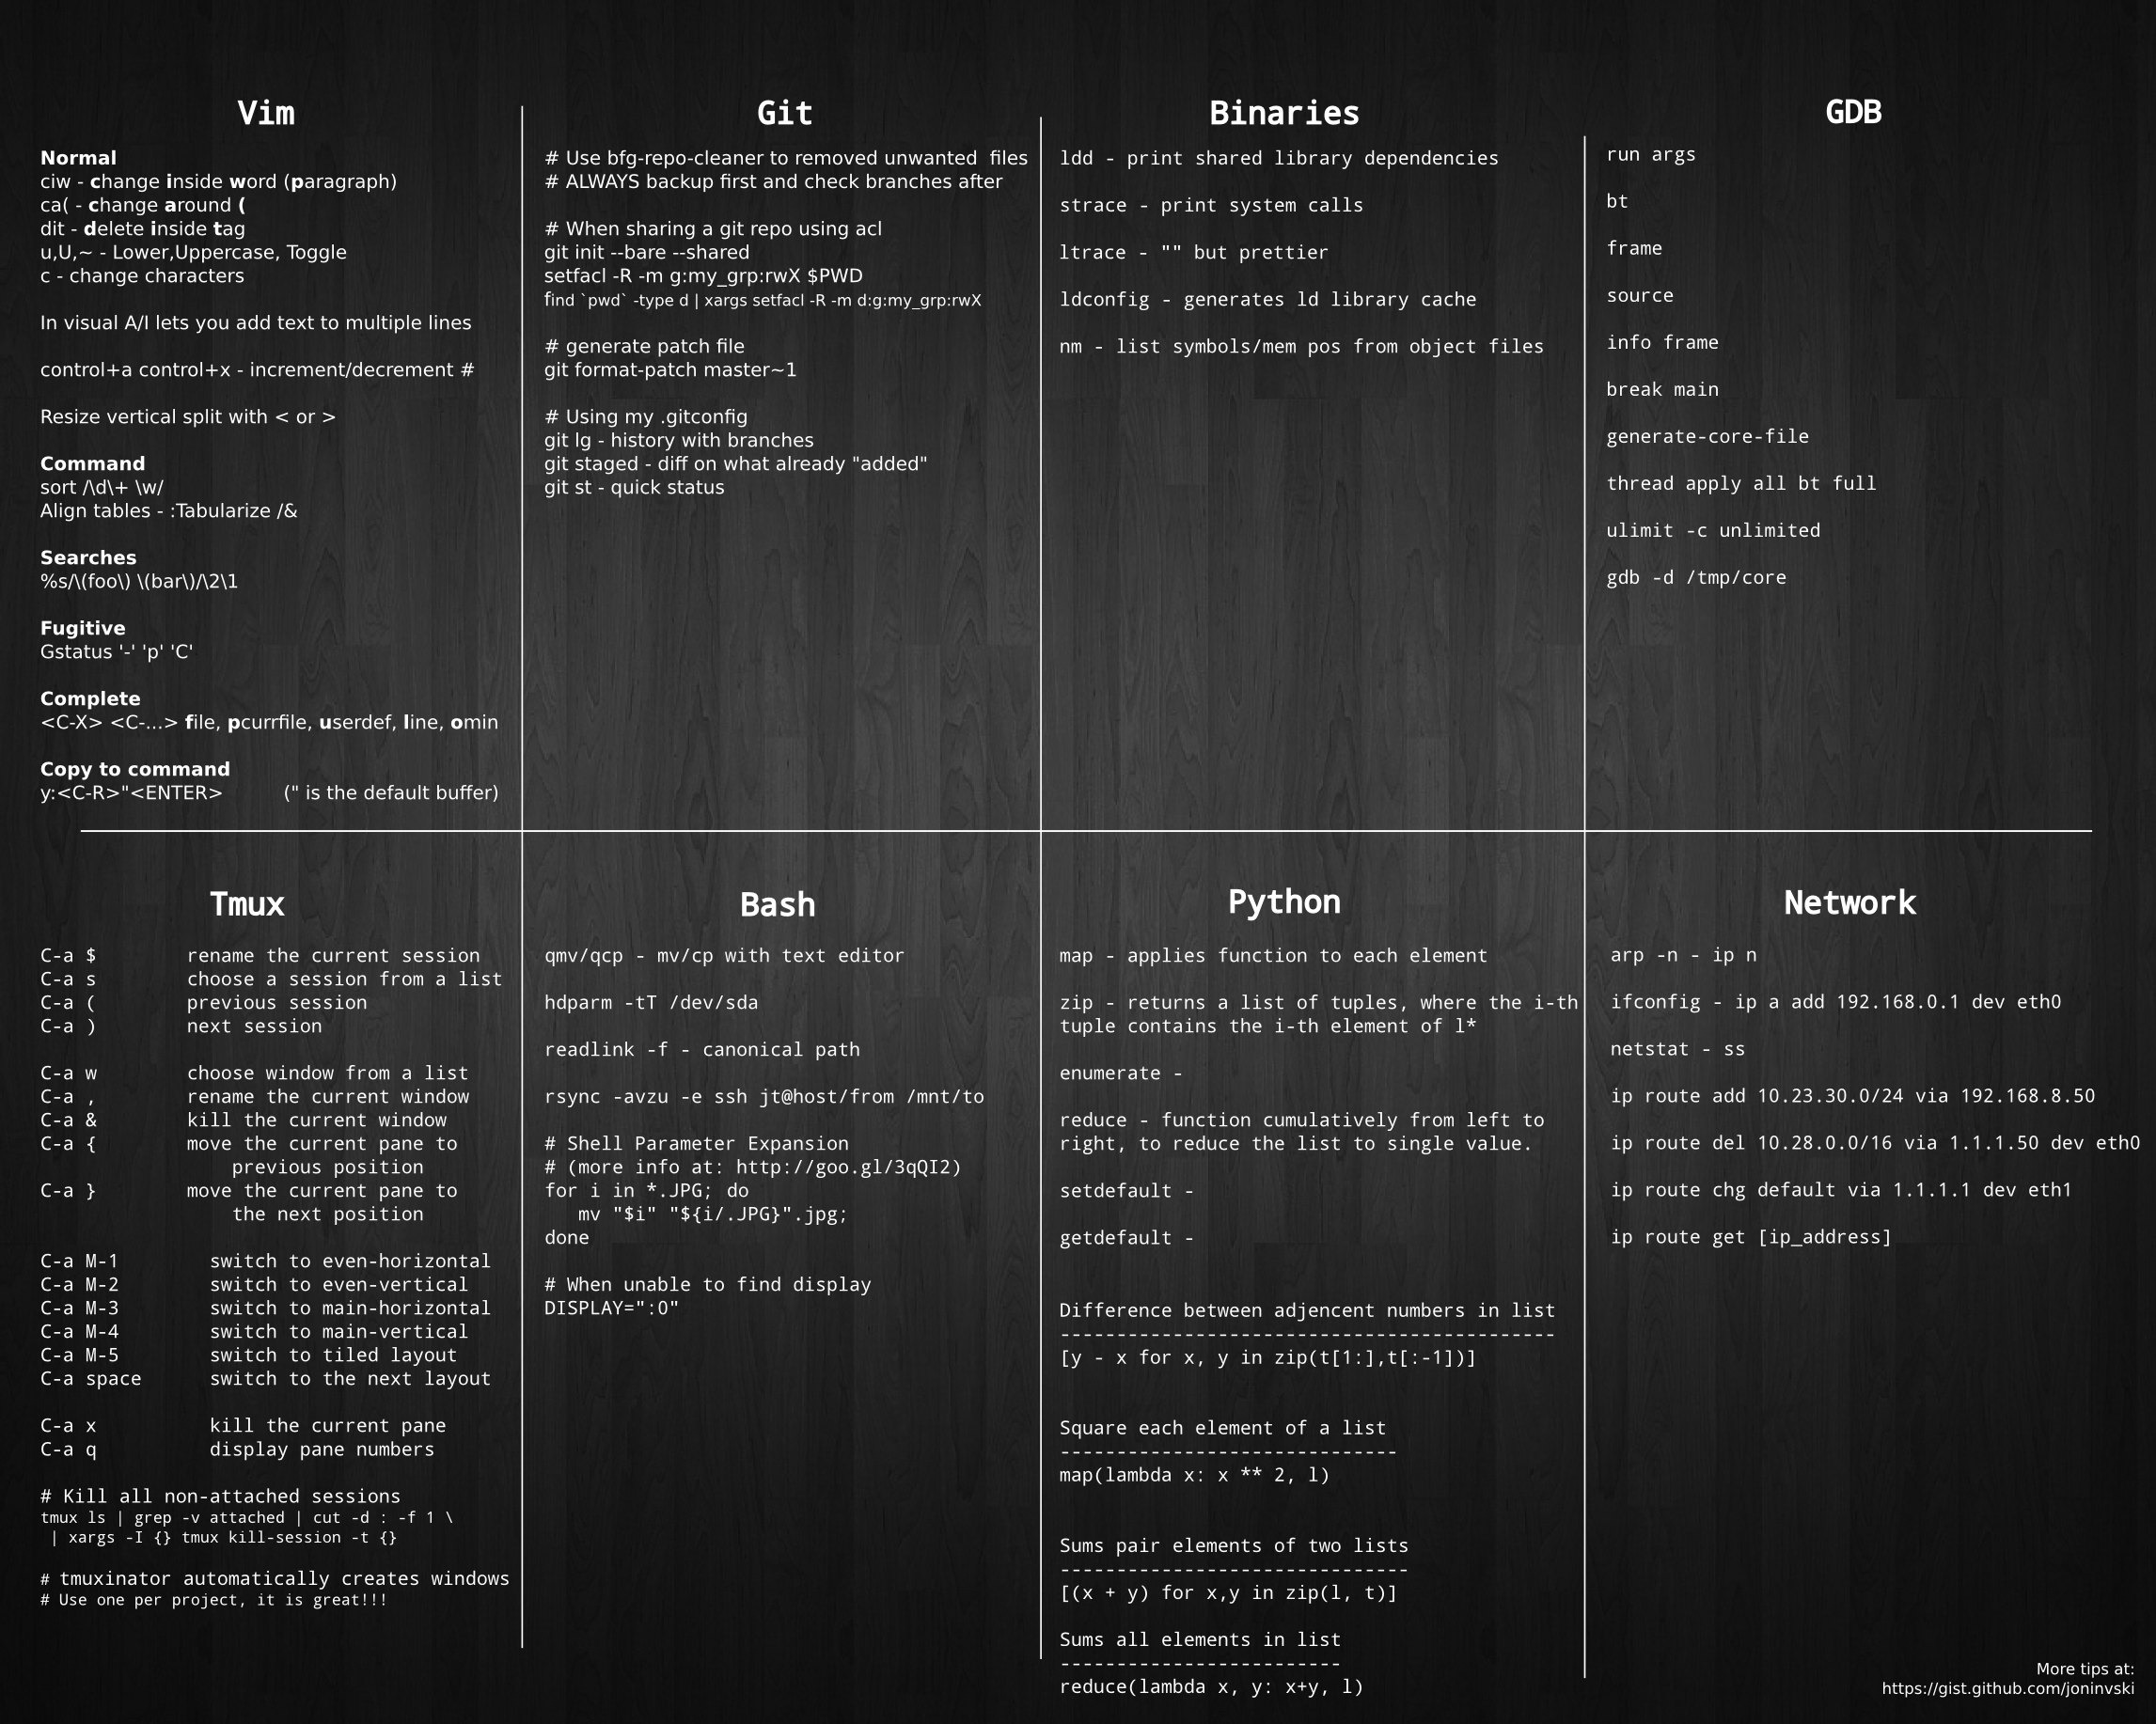 Vim
Normal
ciw - change inside word (paragraph)
ca( - change around (
dit - delete inside tag
u,U,~ - Lower,Uppercase, Toggle
c - change characters
In visual A/I lets you add text to multiple lines
control+a control+x - increment/decrement #
Resize vertical split with < or >
Command
sort /\d\+ \w/
Align tables - :Tabularize /&
Searches
%s/\(foo\) \(bar\)/\2\1
Fugitive
Gstatus '-' 'p' 'C'
Complete
<C-X> <C-...> file, pcurrfile, userdef, line, omin
Copy to command
y:<C-R>"<ENTER> (" is the default buffer)
Git
# Use bfg-repo-cleaner to removed unwanted  files
# ALWAYS backup first and check branches after
# When sharing a git repo using acl
git init --bare --shared
setfacl -R -m g:my_grp:rwX $PWD
find `pwd` -type d | xargs setfacl -R -m d:g:my_grp:rwX
# generate patch file
git format-patch master~1
# Using my .gitconfig
git lg - history with branches
git staged - diff on what already "added"
git st - quick status
Binaries
ldd - print shared library dependencies
strace - print system calls
ltrace - "" but prettier
ldconfig - generates ld library cache
nm - list symbols/mem pos from object files
GDB
run args
bt
frame
source
info frame
break main
generate-core-file
thread apply all bt full
ulimit -c unlimited
gdb -d /tmp/core
Tmux
C-a $ rename the current session
C-a s choose a session from a list
C-a ( previous session
C-a ) next session
C-a w choose window from a list
C-a , rename the current window
C-a & kill the current window
C-a { move the current pane to
previous position
C-a } move the current pane to
the next position
C-a M-1 switch to even-horizontal
C-a M-2 switch to even-vertical
C-a M-3 switch to main-horizontal
C-a M-4 switch to main-vertical
C-a M-5 switch to tiled layout
C-a space switch to the next layout
C-a x kill the current pane
C-a q display pane numbers
# Kill all non-attached sessions
tmux ls | grep -v attached | cut -d : -f 1 \
| xargs -I {} tmux kill-session -t {}
# tmuxinator automatically creates windows
# Use one per project, it is great!!!
Bash
qmv/qcp - mv/cp with text editor
hdparm -tT /dev/sda
readlink -f - canonical path
rsync -avzu -e ssh jt@host/from /mnt/to
# Shell Parameter Expansion
# (more info at: http://goo.gl/3qQI2)
for i in *.JPG; do
mv "$i" "${i/.JPG}".jpg;
done
# When unable to find display
DISPLAY=":0"
Python
map - applies function to each element
zip - returns a list of tuples, where the i-th
tuple contains the i-th element of l*
enumerate -
reduce - function cumulatively from left to
right, to reduce the list to single value.
setdefault -
getdefault -
Difference between adjencent numbers in list
--------------------------------------------
[y - x for x, y in zip(t[1:],t[:-1])]
Square each element of a list
------------------------------
map(lambda x: x ** 2, l)
Sums pair elements of two lists
-------------------------------
[(x + y) for x,y in zip(l, t)]
Sums all elements in list
-------------------------
reduce(lambda x, y: x+y, l)
Network
arp -n - ip n
ifconfig - ip a add 192.168.0.1 dev eth0
netstat - ss
ip route add 10.23.30.0/24 via 192.168.8.50
ip route del 10.28.0.0/16 via 1.1.1.50 dev eth0
ip route chg default via 1.1.1.1 dev eth1
ip route get [ip_address]
More tips at:
https://gist.github.com/joninvski